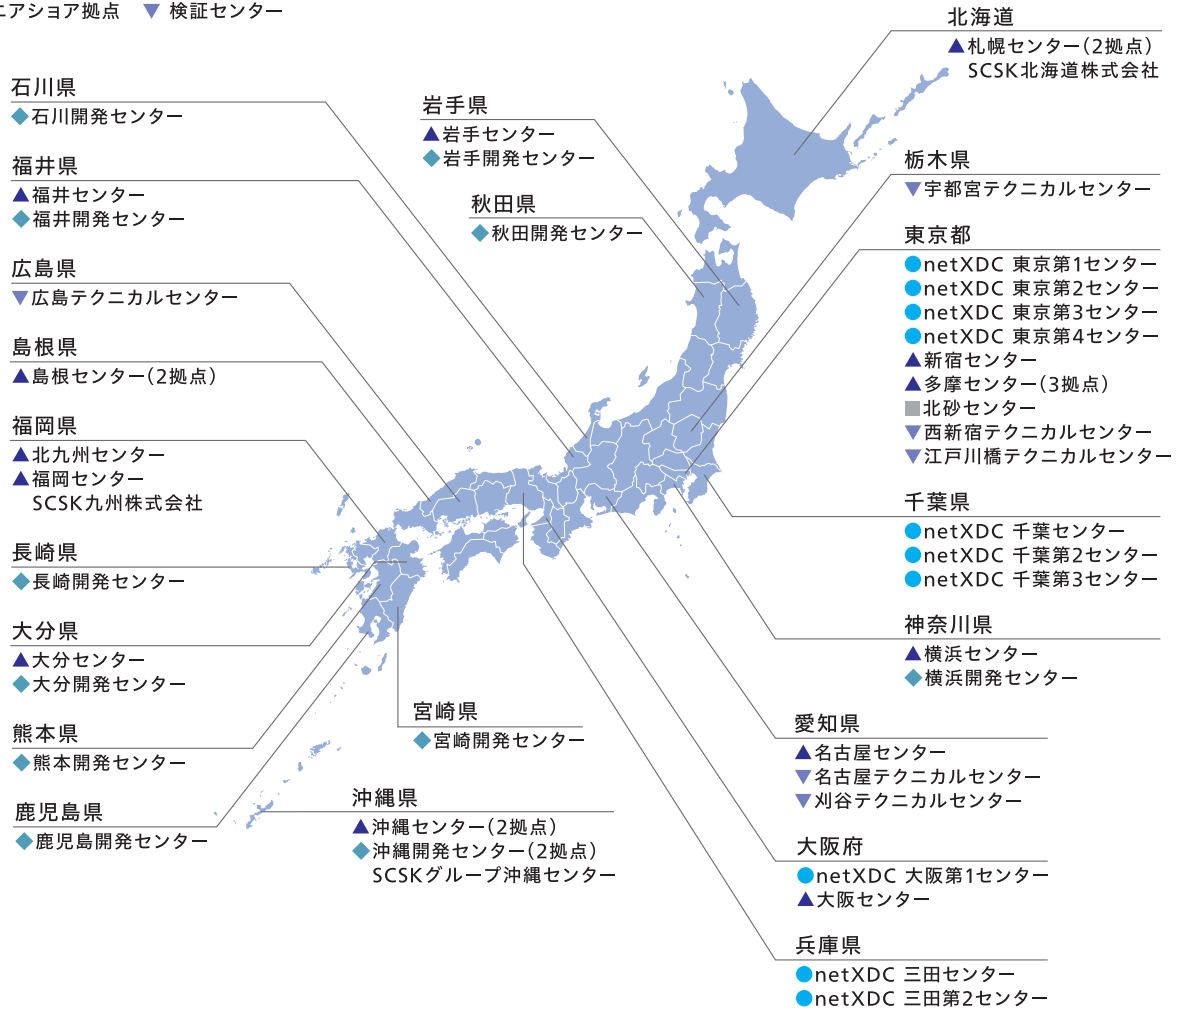 ニアショア拠点 ▼ 検証センター
北海道
▲札幌センター(2拠点)
SCSK北海道株式会社
石川県
◆石川開発センター
岩手県
▲岩手センター
◆岩手開発センター
福井県
▲福井センター
◆福井開発センター
栃木県
▼宇都宮テクニカルセンター
秋田県
◆秋田開発センター
東京都
●netXDC 東京第1センター
●netXDC 東京第2センター
●netXDC 東京第3センター
●netXDC 東京第4センター
▲新宿センター
▲多摩センター(3拠点)
■北砂センター
▼西新宿テクニカルセンター
▼江戸川橋テクニカルセンター
広島県
▼広島テクニカルセンター
島根県
▲島根センター(2拠点)
福岡県
▲北九州センター
▲福岡センター
SCSK九州株式会社
千葉県
●netXDC 千葉センター
●netXDC 千葉第2センター
●netXDC 千葉第3センター
長崎県
◆長崎開発センター
神奈川県
▲横浜センター
◆横浜開発センター
大分県
▲大分センター
◆大分開発センター
宮崎県
◆宮崎開発センター
愛知県
▲名古屋センター
▼名古屋テクニカルセンター
▼刈谷テクニカルセンター
熊本県
◆熊本開発センター
鹿児島県
◆鹿児島開発センター
沖縄県
▲沖縄センター(2拠点)
◆沖縄開発センター(2拠点)
SCSKグループ沖縄センター
大阪府
●netXDC 大阪第1センター
▲大阪センター
兵庫県
●netXDC 三田センター
●netXDC 三田第2センター